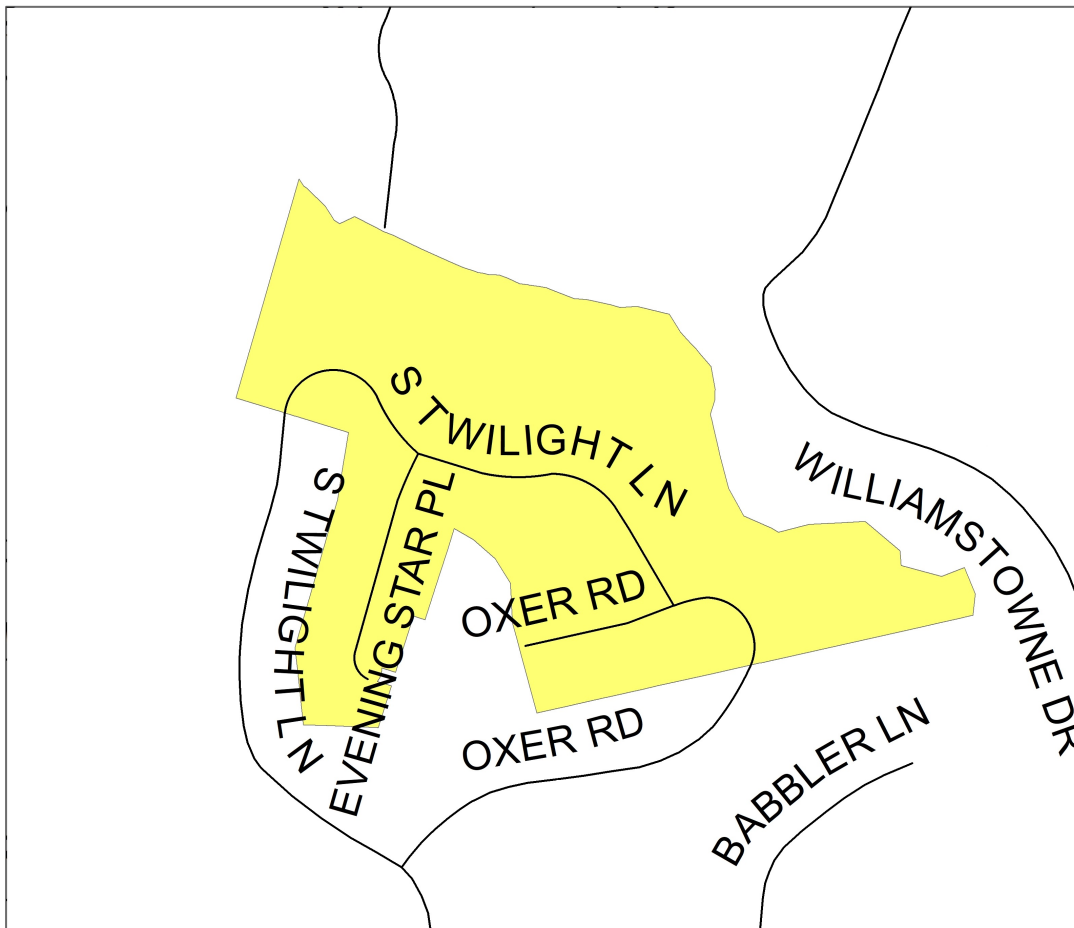 S TWILIGHT LN
WILLIAMSTOWNE DR
S TWILIGHT LN
EVENING STAR PL
OXER RD
OXER RD
BABBLER LN